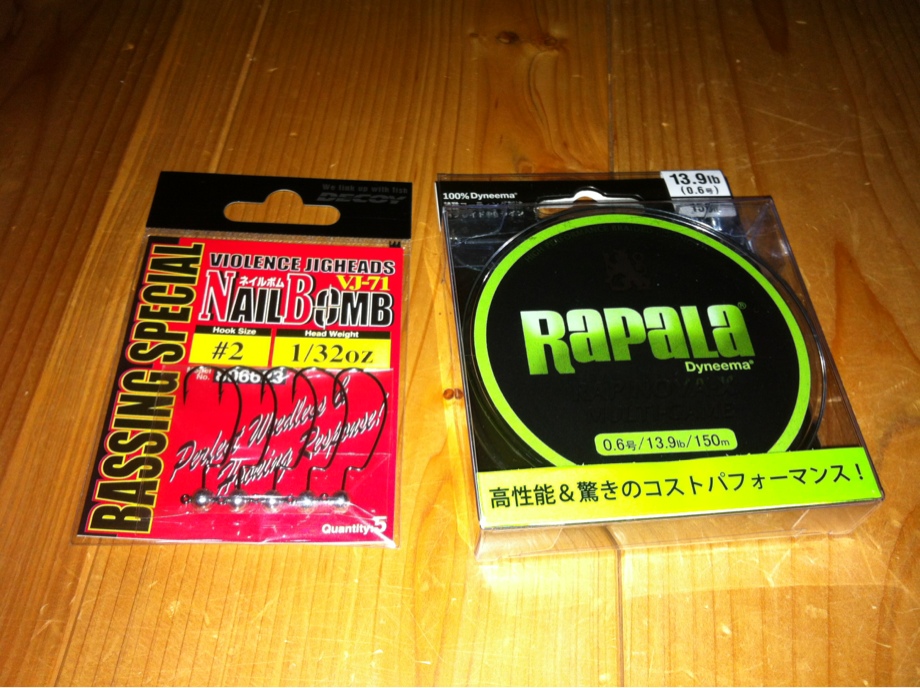 We link up with fish
DECOY
BASSING SPECIAL
VIOLENCE JIGHEADS
ネイルボム
VJ-71
NAIL BOMB
Hook Size
#2
Head Weight
1/32oz
No.
Perfect Weedless &
Hooking Response!
Quantity:5
100% Dyneema®
13.9lb
(0.6号)
RAPALA®
Dyneema®
0.6号/13.9lb/150m
高性能&驚きのコストパフォーマンス!